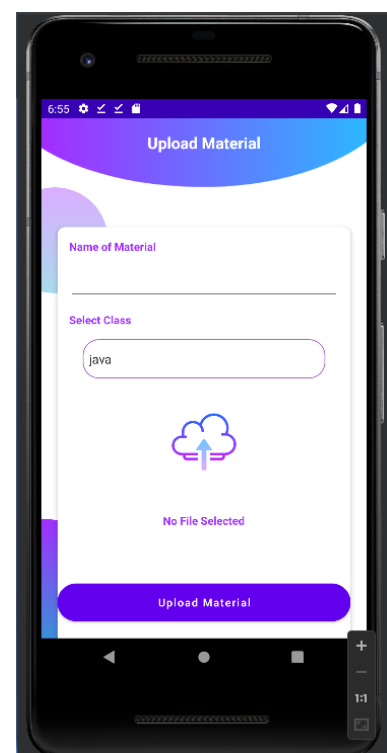 6:55
Upload Material
Name of Material
Select Class
java
No File Selected
Upload Material
1:1